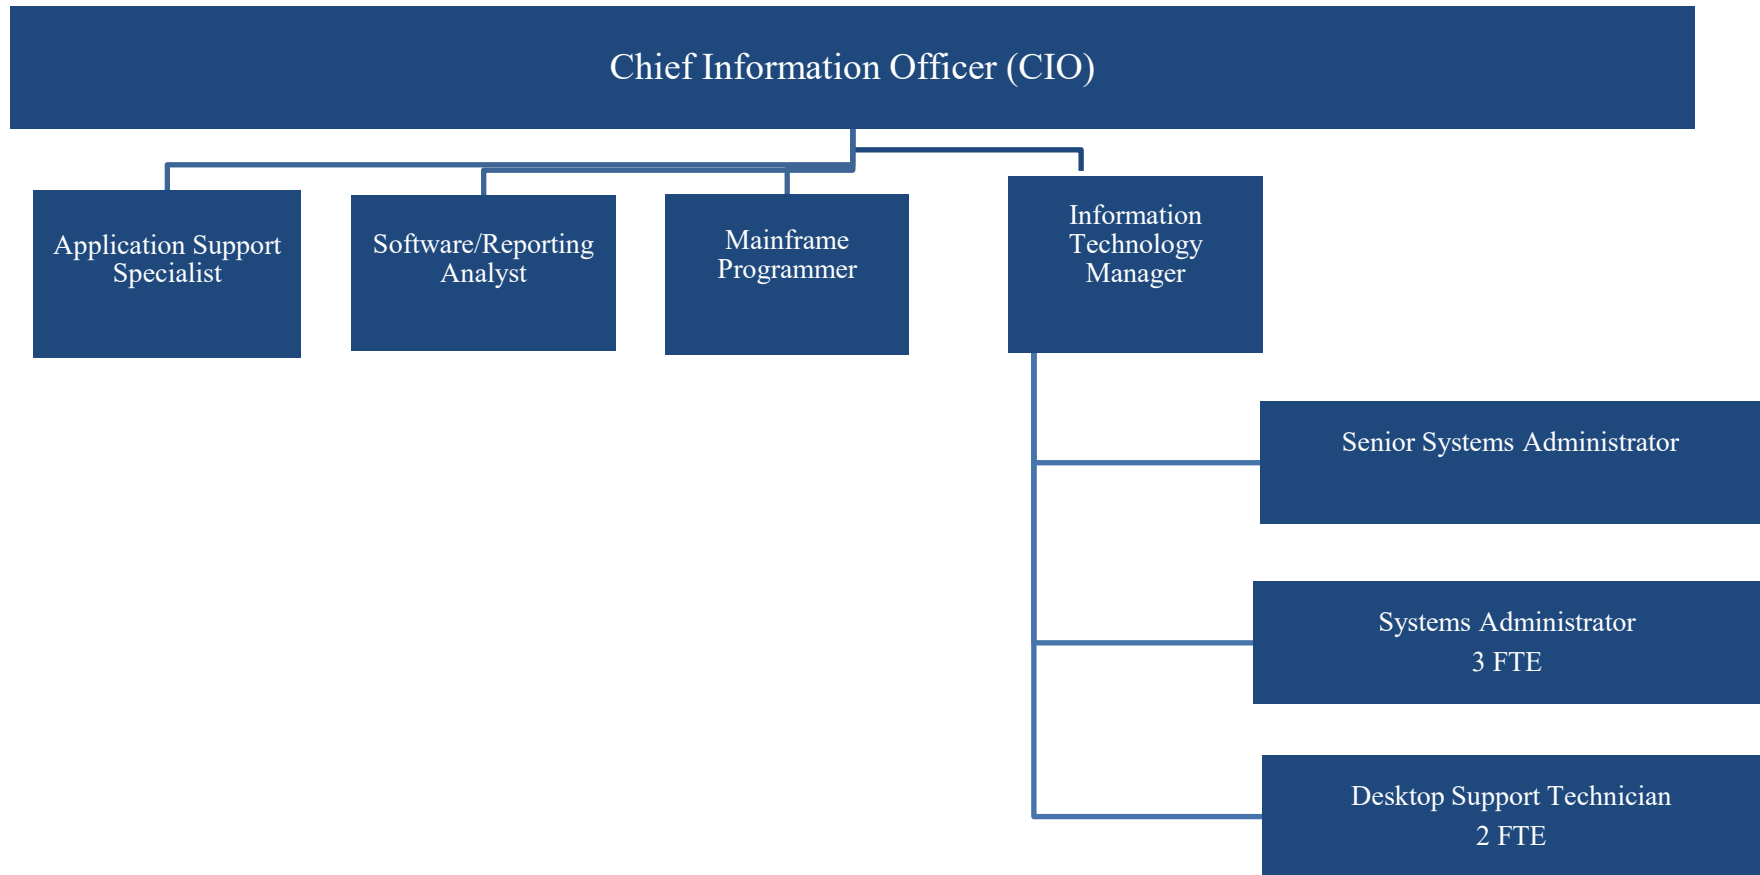 Chief Information Officer (CIO)
Application Support
Specialist
Software/Reporting
Analyst
Mainframe
Programmer
Information
Technology
Manager
Senior Systems Administrator
Systems Administrator
3 FTE
Desktop Support Technician
2 FTE